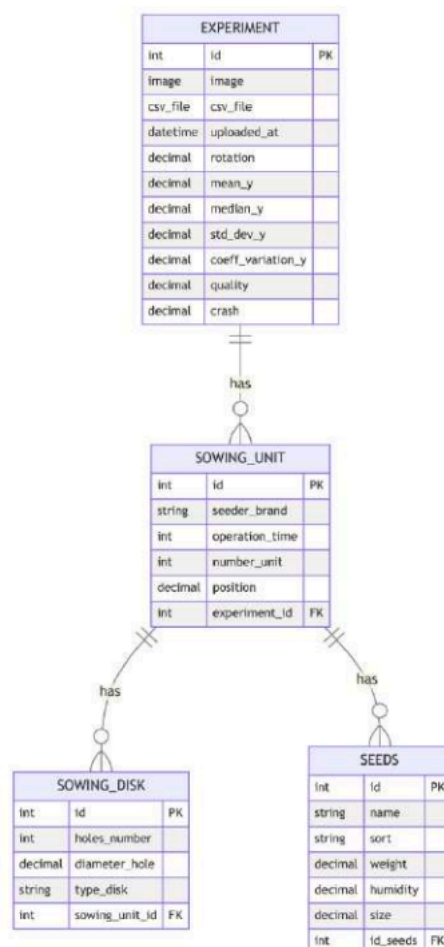 EXPERIMENT
int id PK
image image
csv_file csv_file
datetime uploaded_at
decimal rotation
decimal mean_y
decimal median_y
decimal std_dev_y
decimal coeff_variation_y
decimal quality
decimal crash
has
SOWING_UNIT
int id PK
string seeder_brand
int operation_time
int number_unit
decimal position
int experiment_id FK
has
has
SOWING_DISK
int id PK
int holes_number
decimal diameter_hole
string type_disk
int sowing_unit_id FK
SEEDS
int id PK
string name
string sort
decimal weight
decimal humidity
decimal size
int id_seeds FK